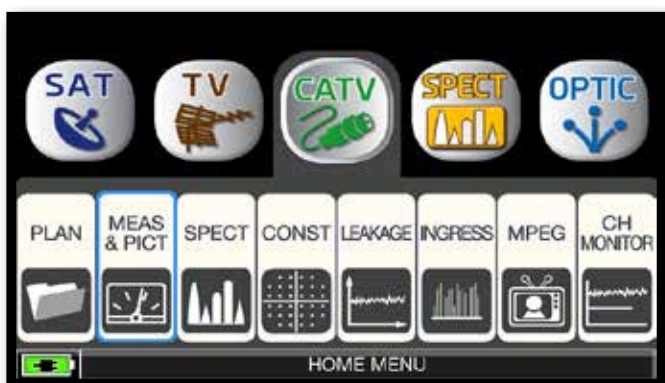 SAT
TV
CATV
SPECT
OPTIC
PLAN
MEAS
& PICT
SPECT
CONST
LEAKAGE
INGRESS
MPEG
CH
MONITOR
HOME MENU